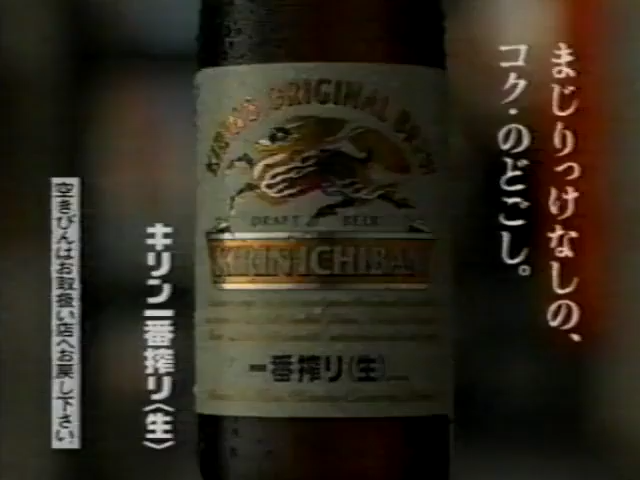 まじりっけなしの、
コク・のどごし。
KIRIN'S ORIGINAL BREW
DRAFT BEER
KIRIN ICHIBAN
一番搾り〈生〉
キリン一番搾り〈生〉
空きびんはお取扱い店へお戻し下さい。